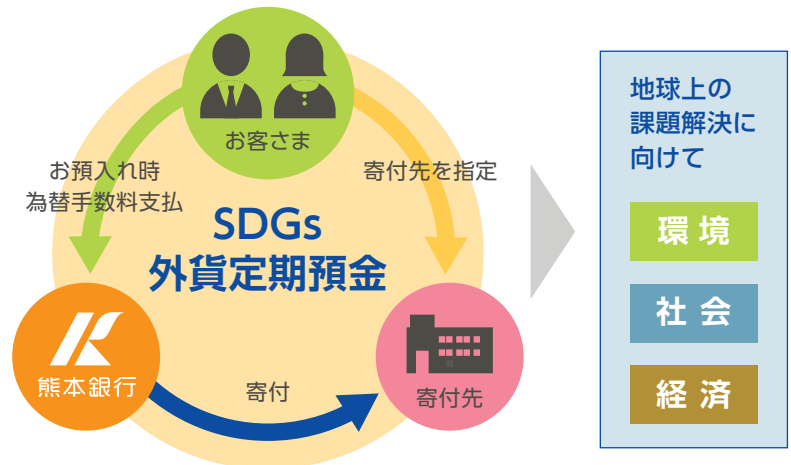 お客さま
お預入れ時
為替手数料支払
寄付先を指定
SDGs
外貨定期預金
熊本銀行
寄付
寄付先
地球上の
課題解決に
向けて
環境
社会
経済